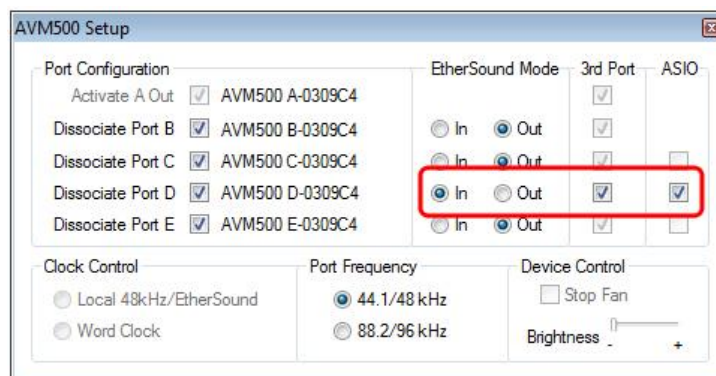 AVM500 Setup
Port Configuration EtherSound Mode 3rd Port ASIO
Activate A Out AVM500 A-0309C4
Dissociate Port B AVM500 B-0309C4 In Out
Dissociate Port C AVM500 C-0309C4 In Out
Dissociate Port D AVM500 D-0309C4 In Out
Dissociate Port E AVM500 E-0309C4 In Out
Clock Control Port Frequency Device Control
Local 48kHz/EtherSound 44.1/48 kHz Stop Fan
Word Clock 88.2/96 kHz Brightness - +